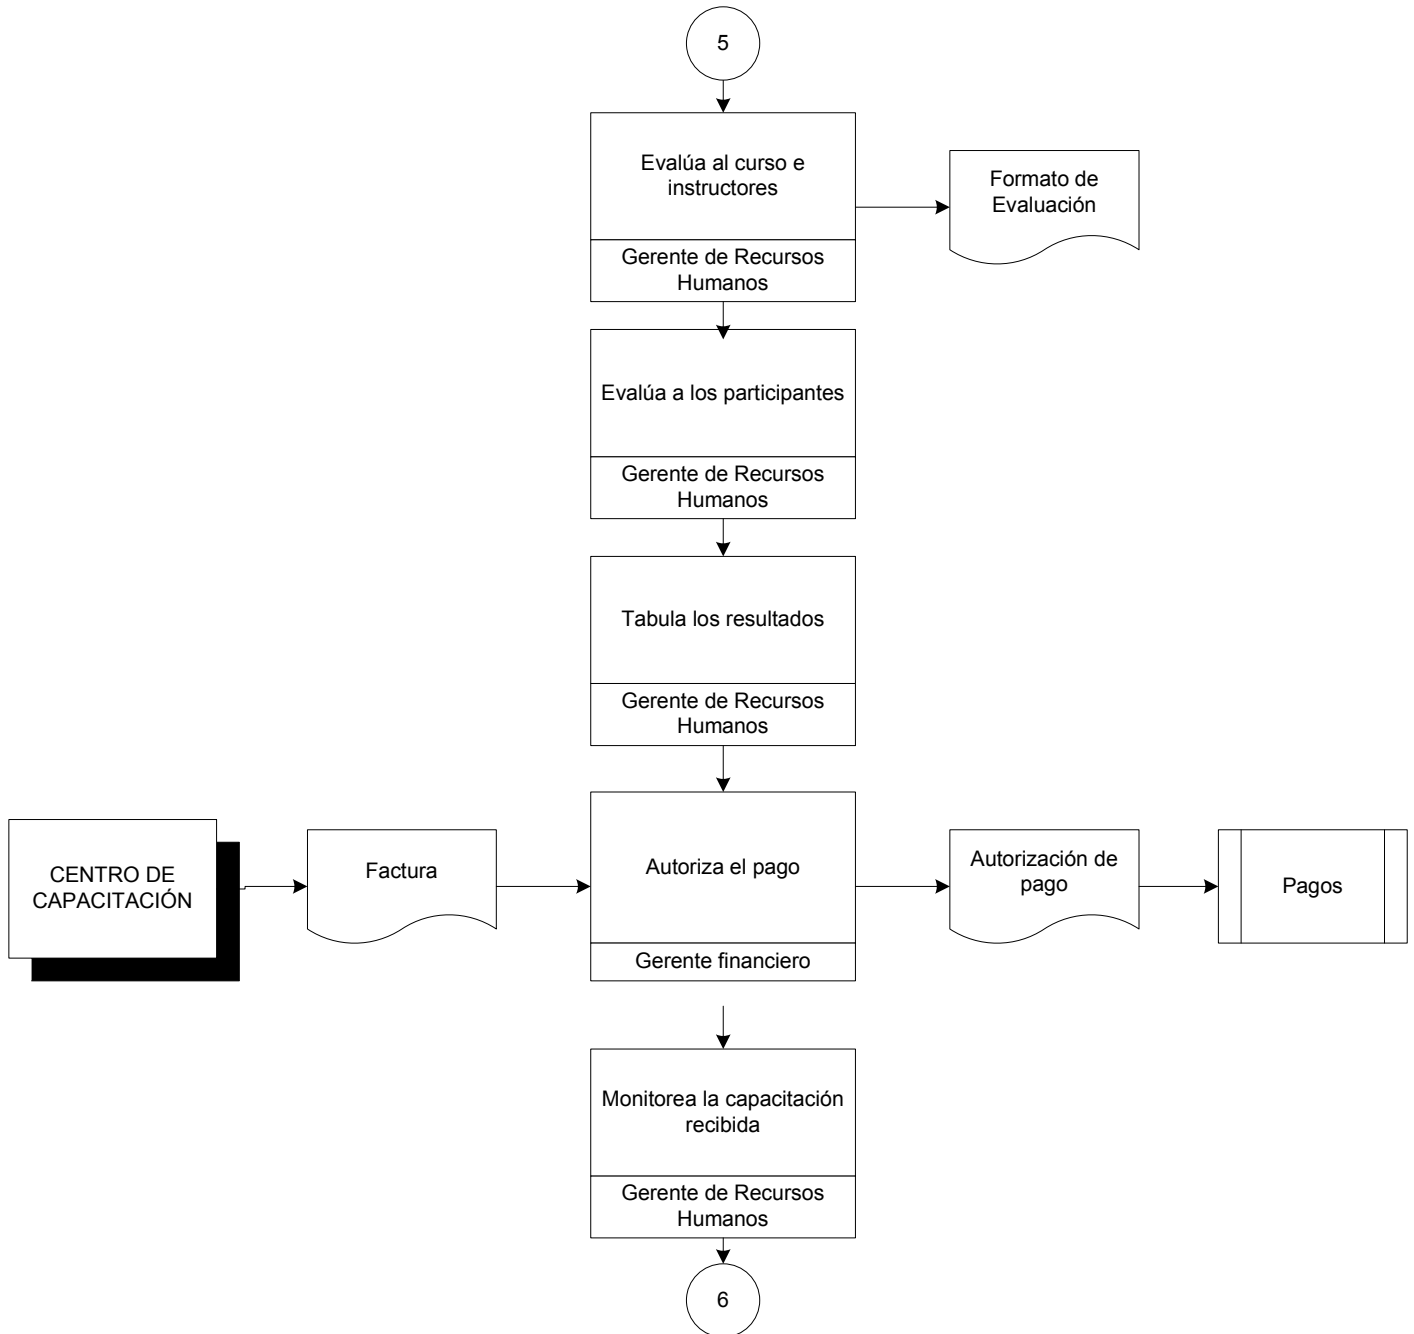 5
Evalúa al curso e
instructores
Gerente de Recursos
Humanos
Formato de
Evaluación
Evalúa a los participantes
Gerente de Recursos
Humanos
Tabula los resultados
Gerente de Recursos
Humanos
CENTRO DE
CAPACITACIÓN
Factura
Autoriza el pago
Gerente financiero
Autorización de
pago
Pagos
Monitorea la capacitación
recibida
Gerente de Recursos
Humanos
6